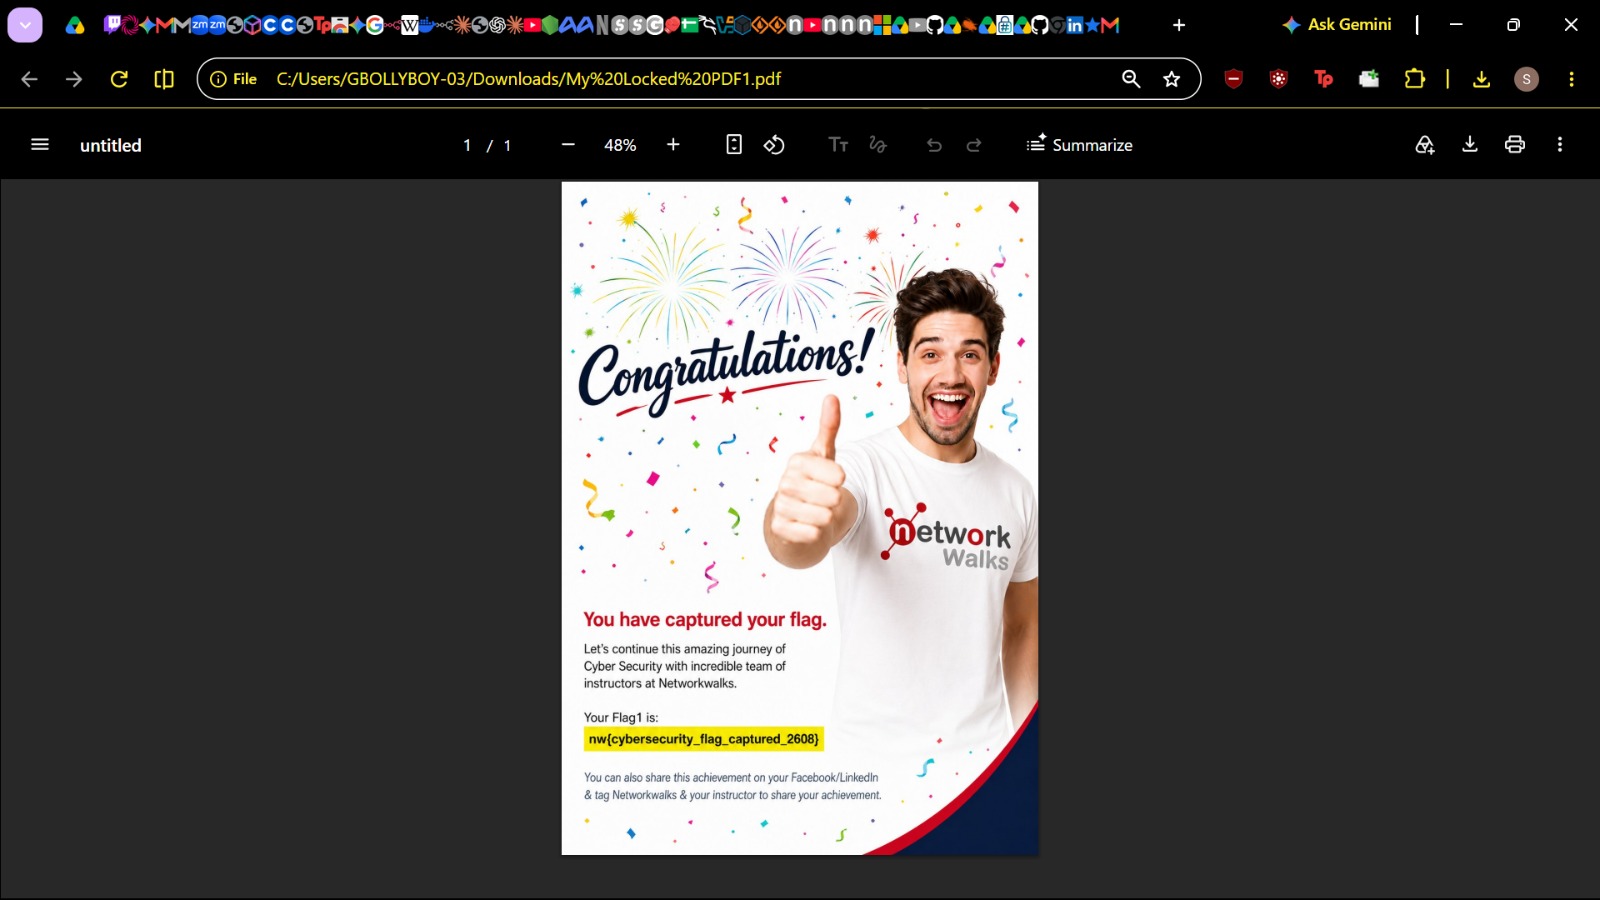 Ask Gemini
File
C:/Users/GBOLLYBOY-03/Downloads/My%20Locked%20PDF1.pdf
S
untitled
1 / 1
48%
Summarize
Congratulations!
network
Walks
You have captured your flag.
Let's continue this amazing journey of
Cyber Security with incredible team of
instructors at Networkwalks.
Your Flag1 is:
nw{cybersecurity_flag_captured_2608}
You can also share this achievement on your Facebook/LinkedIn
& tag Networkwalks & your instructor to share your achievement.